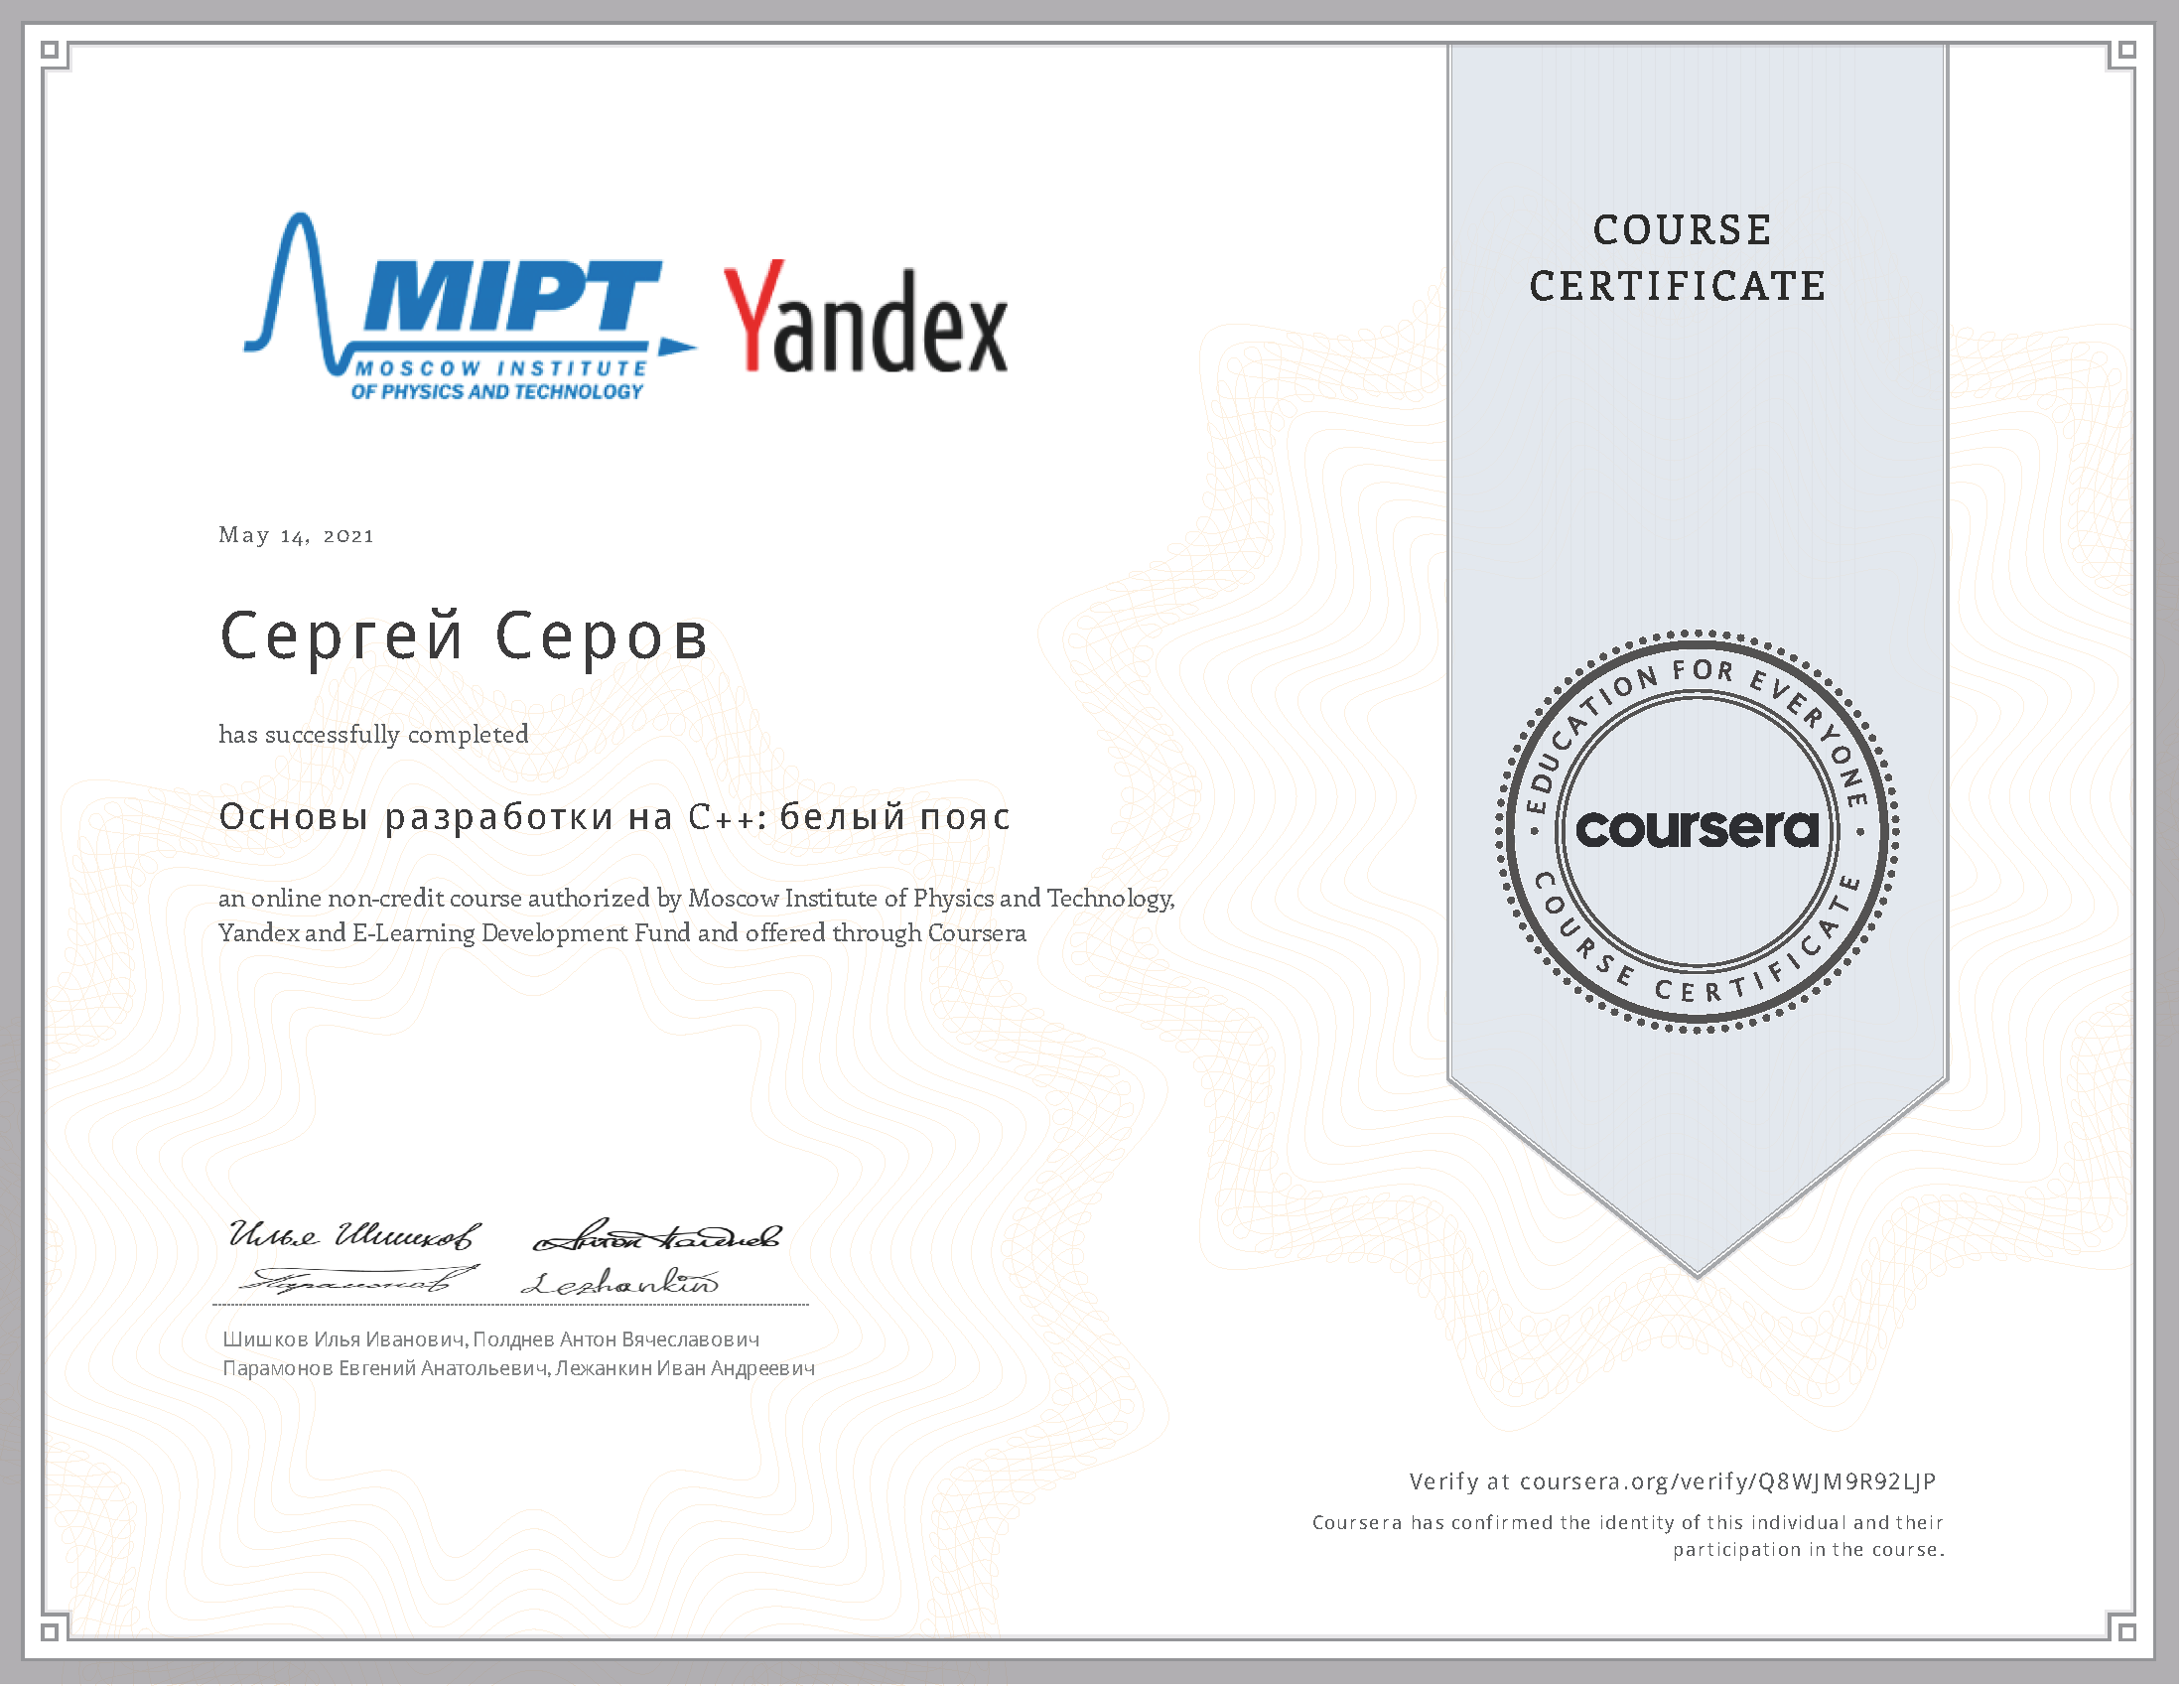 MIPT
MOSCOW INSTITUTE
OF PHYSICS AND TECHNOLOGY
Yandex
COURSE
CERTIFICATE
May 14, 2021
Сергей Серов
has successfully completed
Основы разработки на C++: белый пояс
an online non-credit course authorized by Moscow Institute of Physics and Technology,
Yandex and E-Learning Development Fund and offered through Coursera
EDUCATION FOR EVERYONE
coursera
COURSE CERTIFICATE
Илья Шишков
Антон Полднев
Парамонов
Lezhankin
Шишков Илья Иванович, Полднев Антон Вячеславович
Парамонов Евгений Анатольевич, Лежанкин Иван Андреевич
Verify at coursera.org/verify/Q8WJM9R92LJP
Coursera has confirmed the identity of this individual and their
participation in the course.